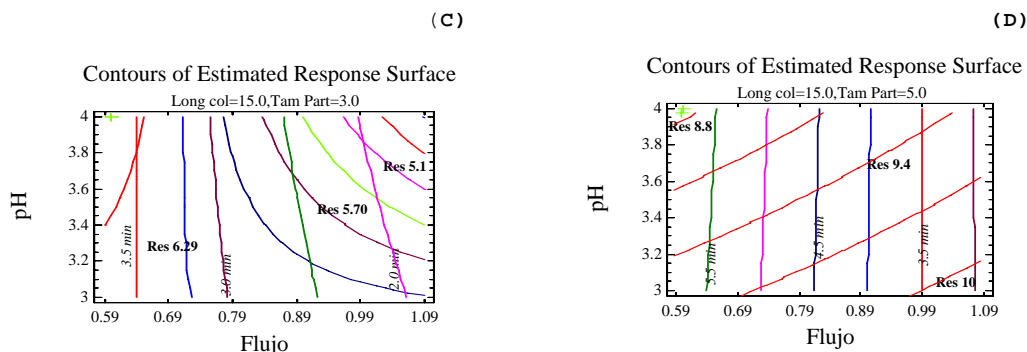 (C)
Contours of Estimated Response Surface
Long col=15.0,Tam Part=3.0
pH
4
3.8
3.6
3.4
3.2
3
Res 5.1
Res 5.70
Res 6.29
3.5 min
3.0 min
2.0 min
0.59 0.69 0.79 0.89 0.99 1.09
Flujo
(D)
Contours of Estimated Response Surface
Long col=15.0,Tam Part=5.0
pH
4
3.8
3.6
3.4
3.2
3
Res 8.8
Res 9.4
Res 10
5.5 min
4.5 min
3.5 min
0.59 0.69 0.79 0.89 0.99 1.09
Flujo